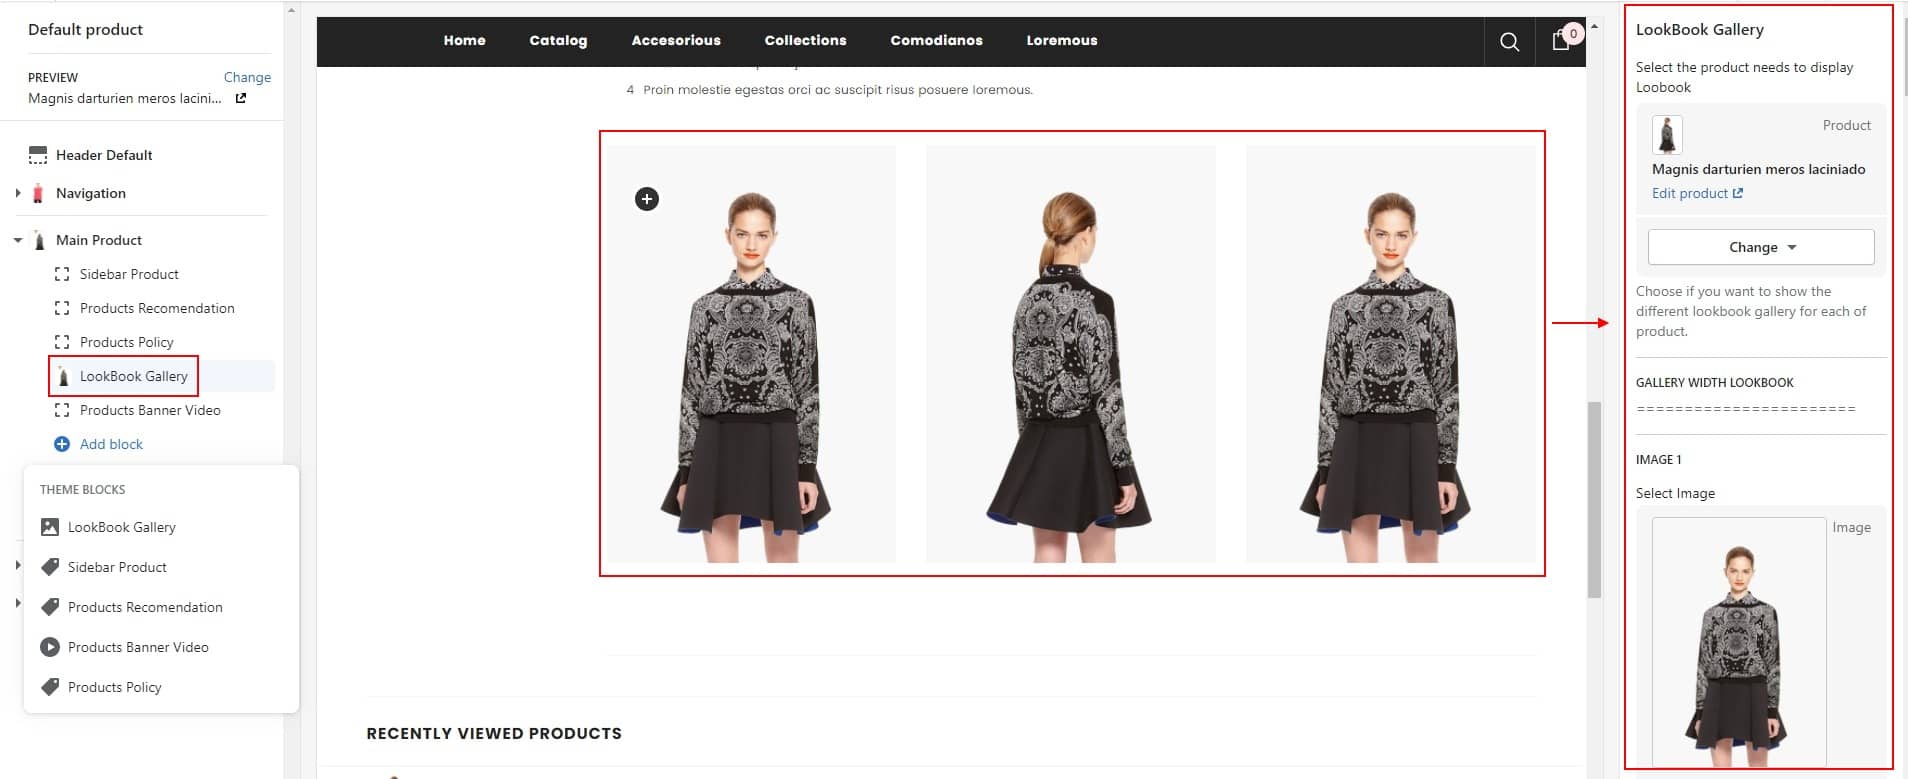 Default product
PREVIEW
Change
Magnis darturien meros lacini...
Header Default
Navigation
Main Product
Sidebar Product
Products Recomendation
Products Policy
LookBook Gallery
Products Banner Video
Add block
THEME BLOCKS
LookBook Gallery
Sidebar Product
Products Recomendation
Products Banner Video
Products Policy
Home Catalog Accesorious Collections Comodianos Loremous
0
4 Proin molestie egestas orci ac suscipit risus posuere loremous.
RECENTLY VIEWED PRODUCTS
LookBook Gallery
Select the product needs to display
Loobook
Product
Magnis darturien meros laciniado
Edit product
Change
Choose if you want to show the
different lookbook gallery for each of
product.
GALLERY WIDTH LOOKBOOK
=======================
IMAGE 1
Select Image
Image